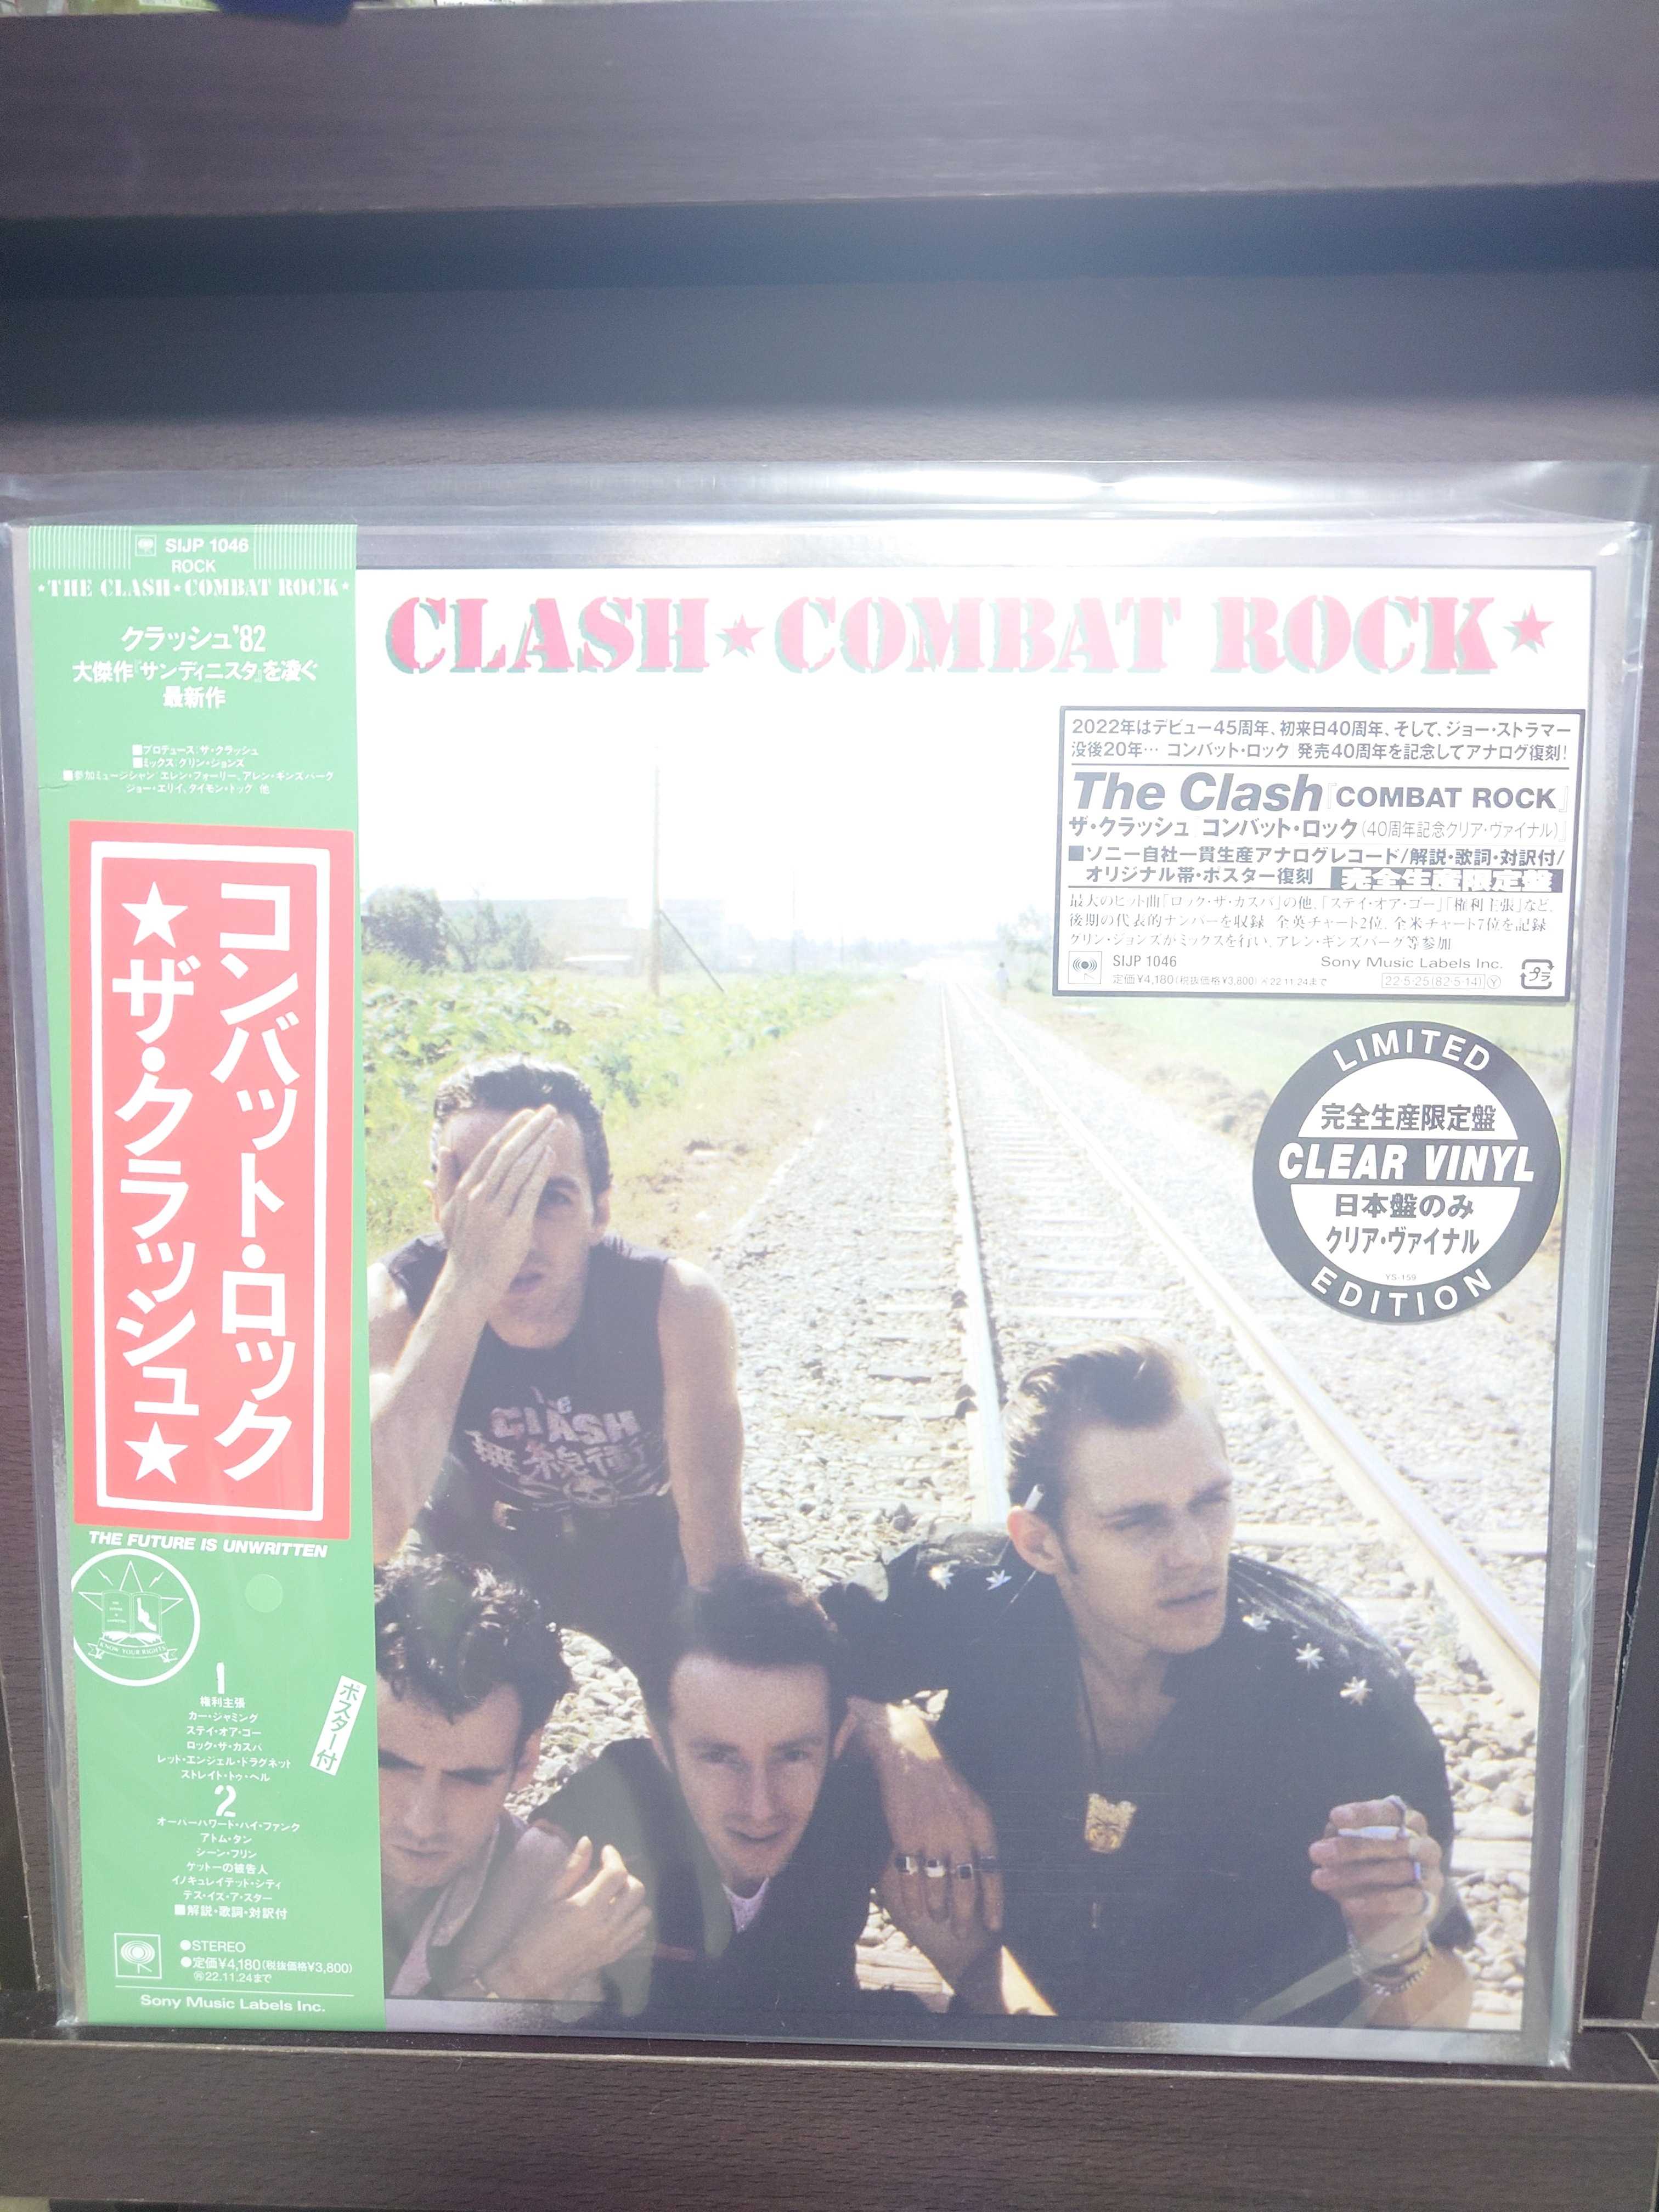 SIJP 1046
ROCK
★THE CLASH★COMBAT ROCK★
クラッシュ'82
大傑作『サンディニスタ』を凌ぐ
最新作
■プロデュース:ザ・クラッシュ
■ミックス:グリン・ジョンズ
■参加ミュージシャン:エレン・フォーリー、アレン・ギンズバーグ
ジョー・エリイ、タイモン・ドッグ 他
コンバット・ロック
★ザ・クラッシュ★
THE FUTURE IS UNWRITTEN
KNOW YOUR RIGHTS
ポスター付
1
権利主張
カー・ジャミング
ステイ・オア・ゴー
ロック・ザ・カスバ
レット・エンジェル・ドラグネット
ストレイト・トゥ・ヘル
2
オーバーパワード・バイ・ファンク
アトム・タン
シーン・フリン
ゲットーの被告人
イノキュレイテッド・シティ
デス・イズ・ア・スター
■解説・歌詞・対訳付
●STEREO
●定価¥4,180(税抜価格¥3,800)
22.11.24まで
Sony Music Labels Inc.
CLASH★COMBAT ROCK★
2022年はデビュー45周年、初来日40周年、そして、ジョー・ストラマー
没後20年… コンバット・ロック 発売40周年を記念してアナログ復刻!
The Clash『COMBAT ROCK』
ザ・クラッシュ『コンバット・ロック(40周年記念クリア・ヴァイナル)』
■ソニー自社一貫生産アナログレコード/解説・歌詞・対訳付/
オリジナル帯・ポスター復刻 完全生産限定盤
最大のヒット曲「ロック・ザ・カスバ」の他、「ステイ・オア・ゴー」「権利主張」など、
後期の代表的ナンバーを収録 全英チャート2位、全米チャート7位を記録
グリン・ジョンズがミックスを行い、アレン・ギンズバーグ等参加
SIJP 1046
Sony Music Labels Inc.
定価¥4,180(税抜価格¥3,800)×22.11.24まで
22・5・25(82・5・14)Ⓨ
プラ
LIMITED
完全生産限定盤
CLEAR VINYL
日本盤のみ
クリア・ヴァイナル
YS-159
EDITION
The
CLASH
無線衝